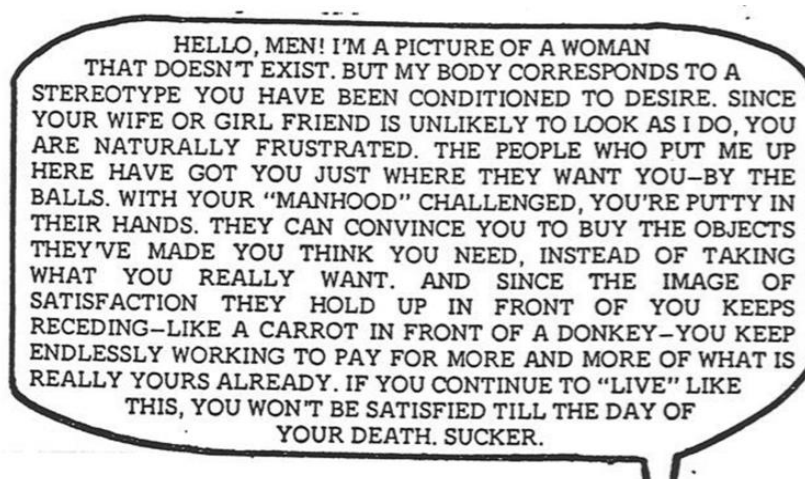 HELLO, MEN! I'M A PICTURE OF A WOMAN
THAT DOESN'T EXIST. BUT MY BODY CORRESPONDS TO A
STEREOTYPE YOU HAVE BEEN CONDITIONED TO DESIRE. SINCE
YOUR WIFE OR GIRL FRIEND IS UNLIKELY TO LOOK AS I DO, YOU
ARE NATURALLY FRUSTRATED. THE PEOPLE WHO PUT ME UP
HERE HAVE GOT YOU JUST WHERE THEY WANT YOU—BY THE
BALLS. WITH YOUR "MANHOOD" CHALLENGED, YOU'RE PUTTY IN
THEIR HANDS. THEY CAN CONVINCE YOU TO BUY THE OBJECTS
THEY'VE MADE YOU THINK YOU NEED, INSTEAD OF TAKING
WHAT YOU REALLY WANT. AND SINCE THE IMAGE OF
SATISFACTION THEY HOLD UP IN FRONT OF YOU KEEPS
RECEDING—LIKE A CARROT IN FRONT OF A DONKEY—YOU KEEP
ENDLESSLY WORKING TO PAY FOR MORE AND MORE OF WHAT IS
REALLY YOURS ALREADY. IF YOU CONTINUE TO "LIVE" LIKE
THIS, YOU WON'T BE SATISFIED TILL THE DAY OF
YOUR DEATH. SUCKER.